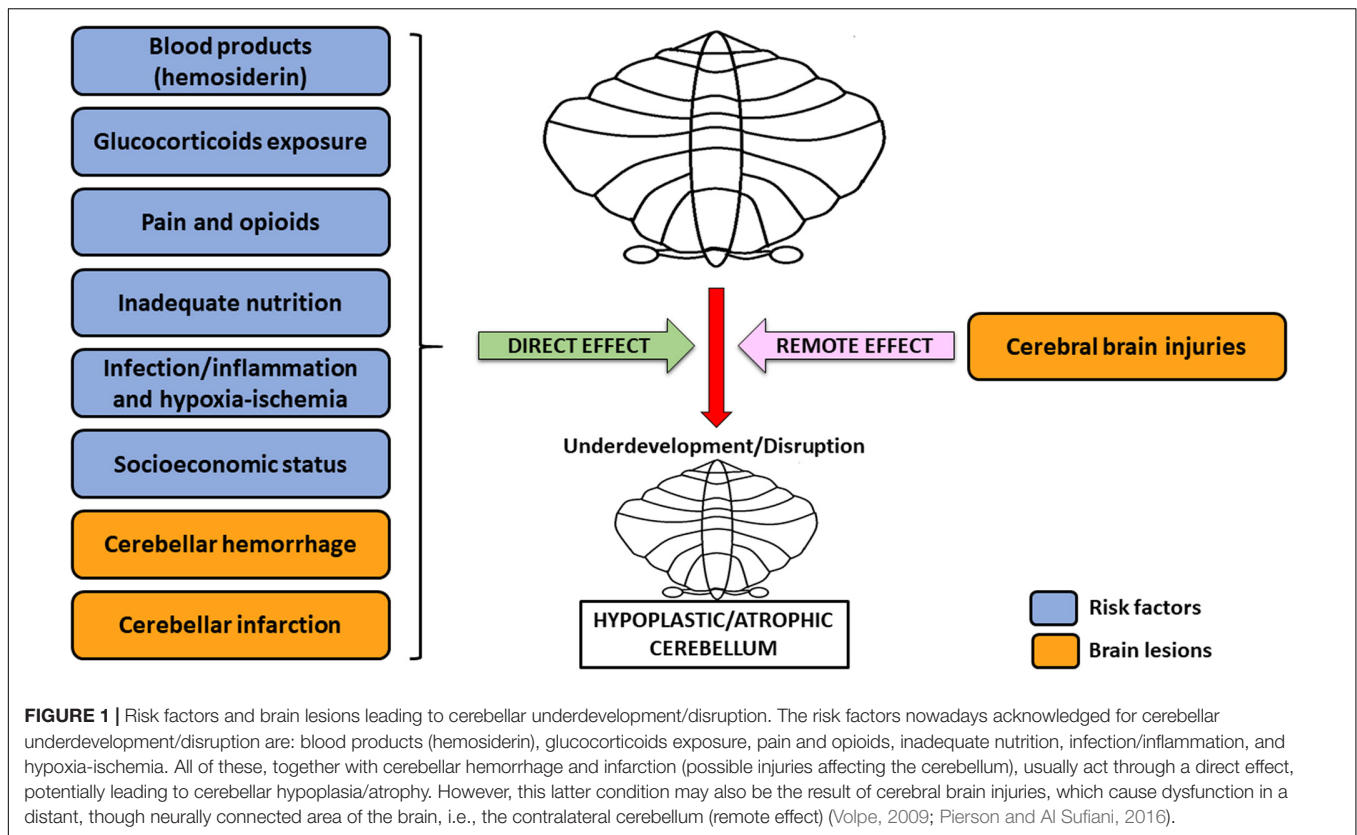 Blood products
(hemosiderin)
Glucocorticoids exposure
Pain and opioids
Inadequate nutrition
Infection/inflammation
and hypoxia-ischemia
Socioeconomic status
Cerebellar hemorrhage
Cerebellar infarction
DIRECT EFFECT
REMOTE EFFECT
Cerebral brain injuries
Underdevelopment/Disruption
HYPOPLASTIC/ATROPHIC
CEREBELLUM
Risk factors
Brain lesions
FIGURE 1 | Risk factors and brain lesions leading to cerebellar underdevelopment/disruption. The risk factors nowadays acknowledged for cerebellar
underdevelopment/disruption are: blood products (hemosiderin), glucocorticoids exposure, pain and opioids, inadequate nutrition, infection/inflammation, and
hypoxia-ischemia. All of these, together with cerebellar hemorrhage and infarction (possible injuries affecting the cerebellum), usually act through a direct effect,
potentially leading to cerebellar hypoplasia/atrophy. However, this latter condition may also be the result of cerebral brain injuries, which cause dysfunction in a
distant, though neurally connected area of the brain, i.e., the contralateral cerebellum (remote effect) (Volpe, 2009; Pierson and Al Sufiani, 2016).